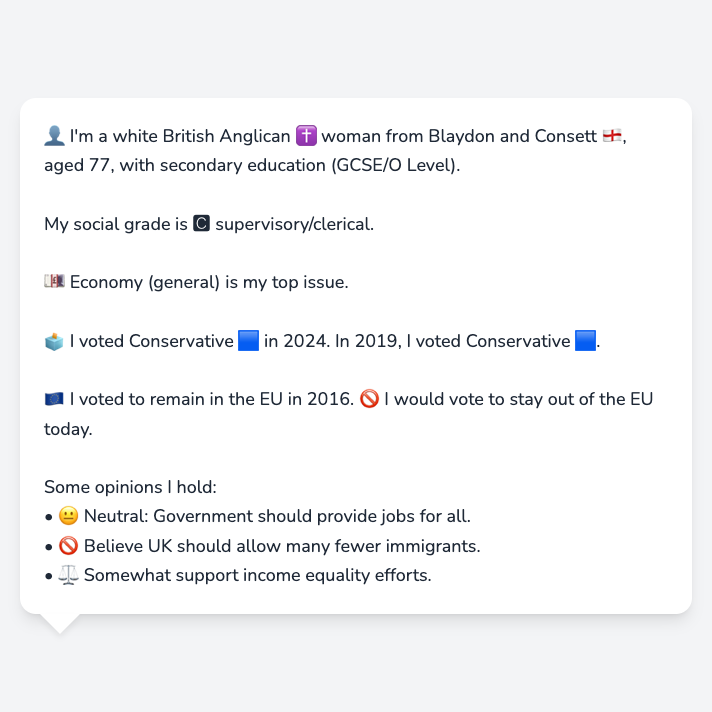 👤 I'm a white British Anglican ✝️ woman from Blaydon and Consett 🏴󠁧󠁢󠁥󠁮󠁧󠁿,
aged 77, with secondary education (GCSE/O Level).
My social grade is 🅲 supervisory/clerical.
💷 Economy (general) is my top issue.
🗳️ I voted Conservative 🟦 in 2024. In 2019, I voted Conservative 🟦.
🇪🇺 I voted to remain in the EU in 2016. 🚫 I would vote to stay out of the EU
today.
Some opinions I hold:
• 😐 Neutral: Government should provide jobs for all.
• 🚫 Believe UK should allow many fewer immigrants.
• ⚖️ Somewhat support income equality efforts.